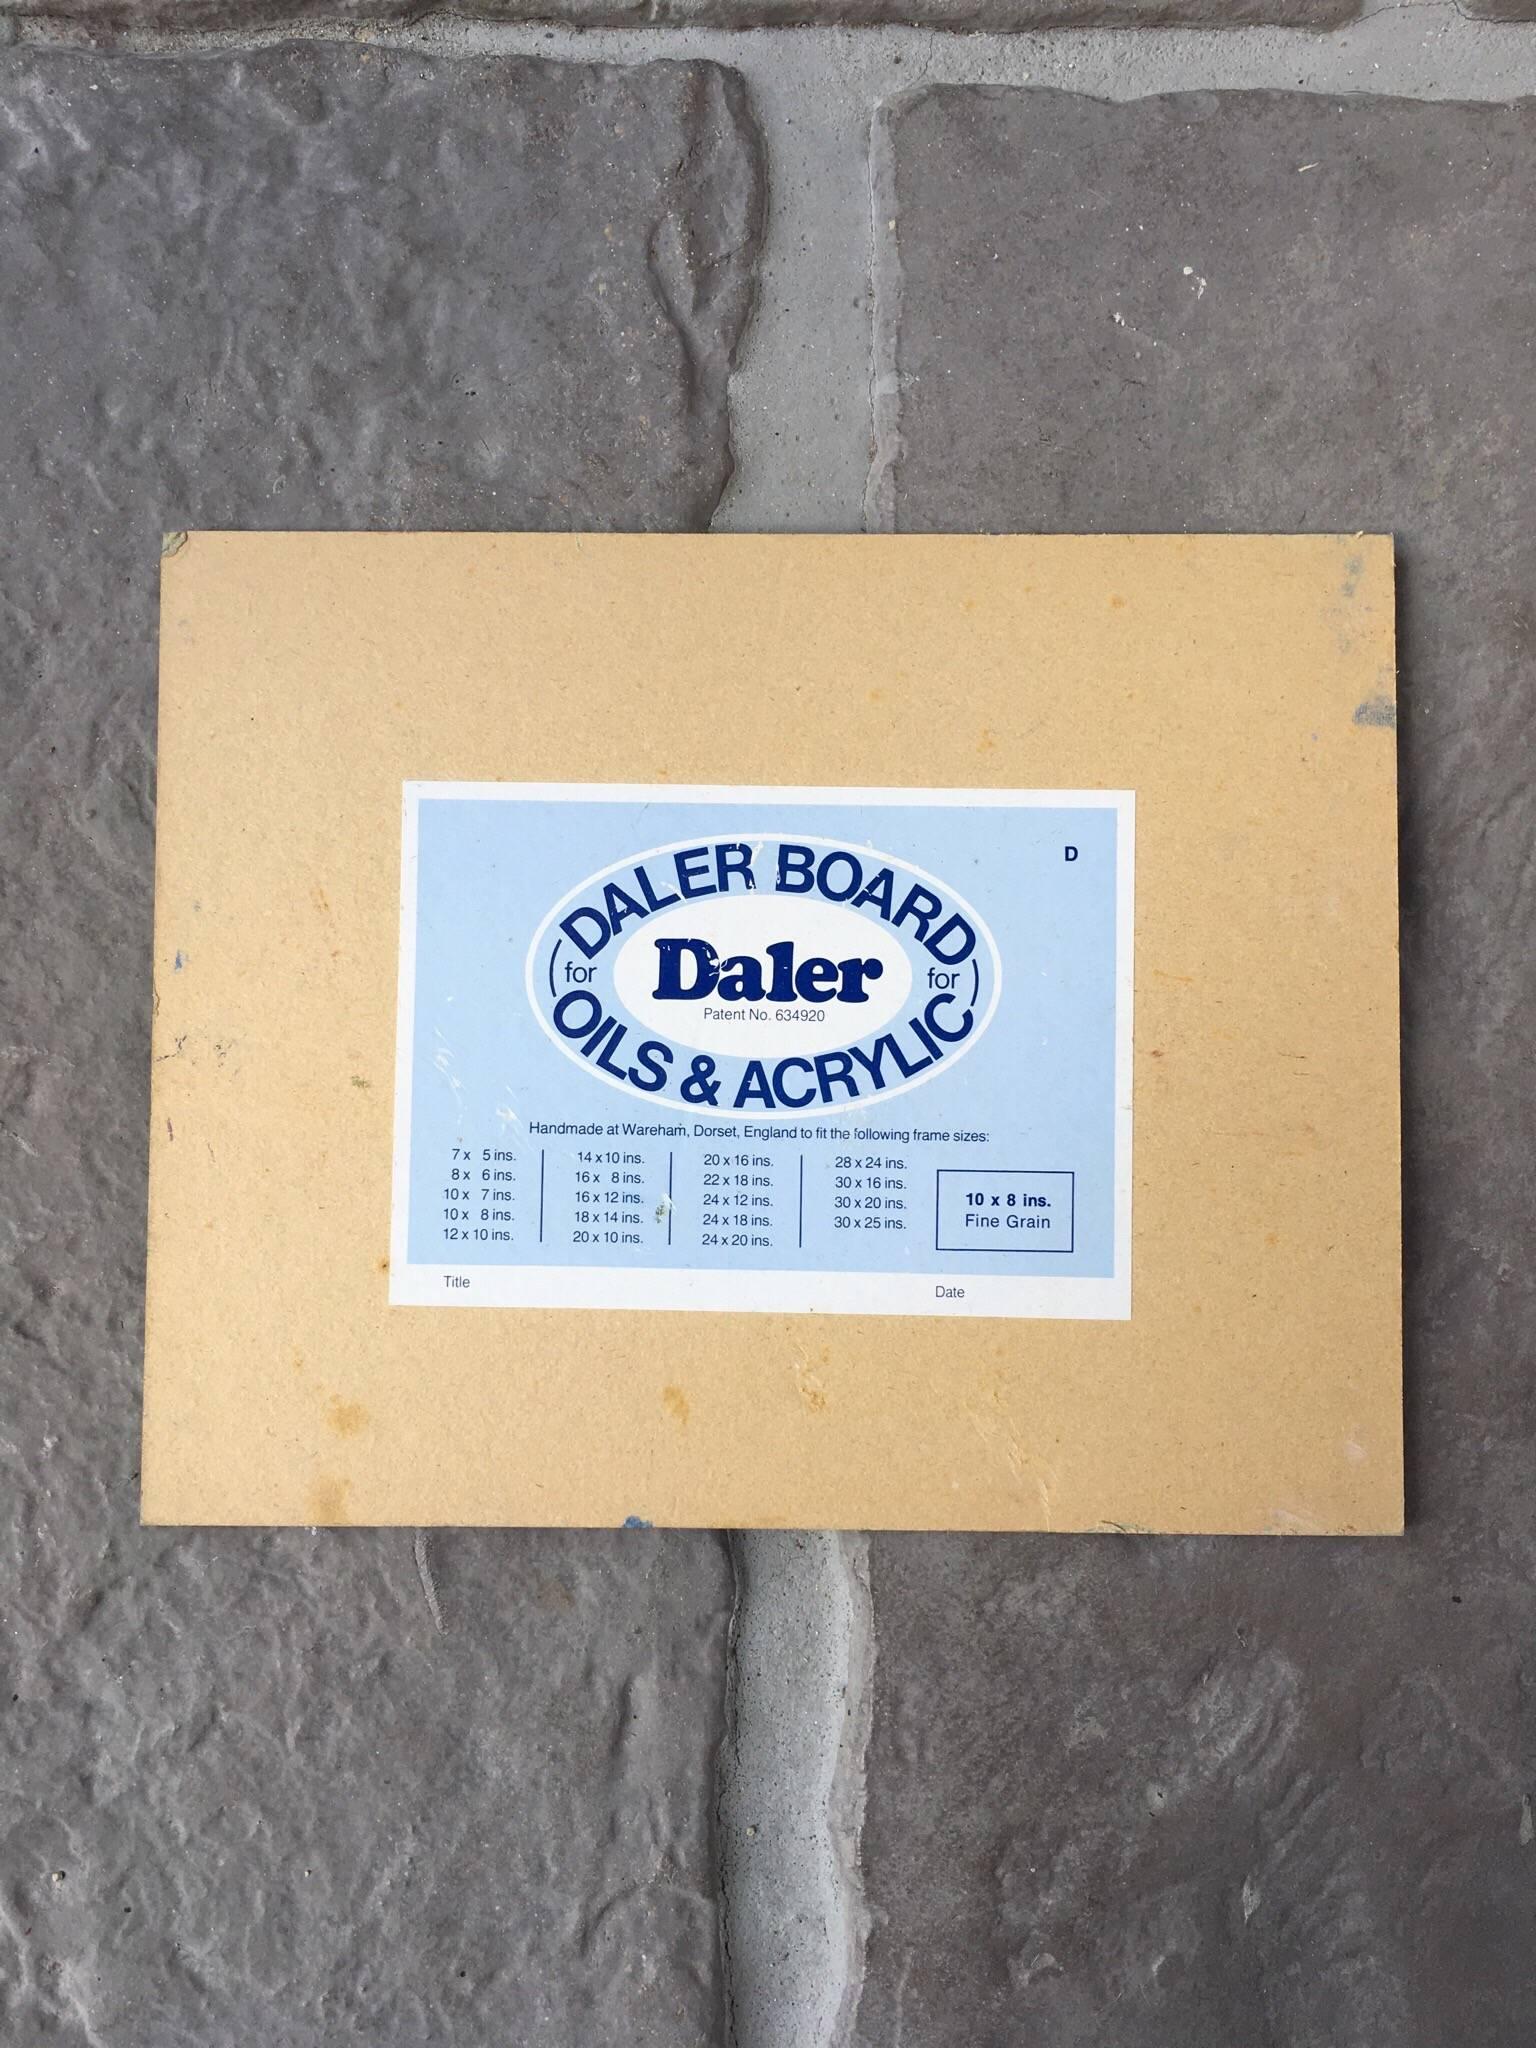 D
DALER BOARD
for for
Daler
Patent No. 634920
OILS & ACRYLIC
Handmade at Wareham, Dorset, England to fit the following frame sizes:
7 x 5 ins.
8 x 6 ins.
10 x 7 ins.
10 x 8 ins.
12 x 10 ins.
14 x 10 ins.
16 x 8 ins.
16 x 12 ins.
18 x 14 ins.
20 x 10 ins.
20 x 16 ins.
22 x 18 ins.
24 x 12 ins.
24 x 18 ins.
24 x 20 ins.
28 x 24 ins.
30 x 16 ins.
30 x 20 ins.
30 x 25 ins.
10 x 8 ins.
Fine Grain
Title Date